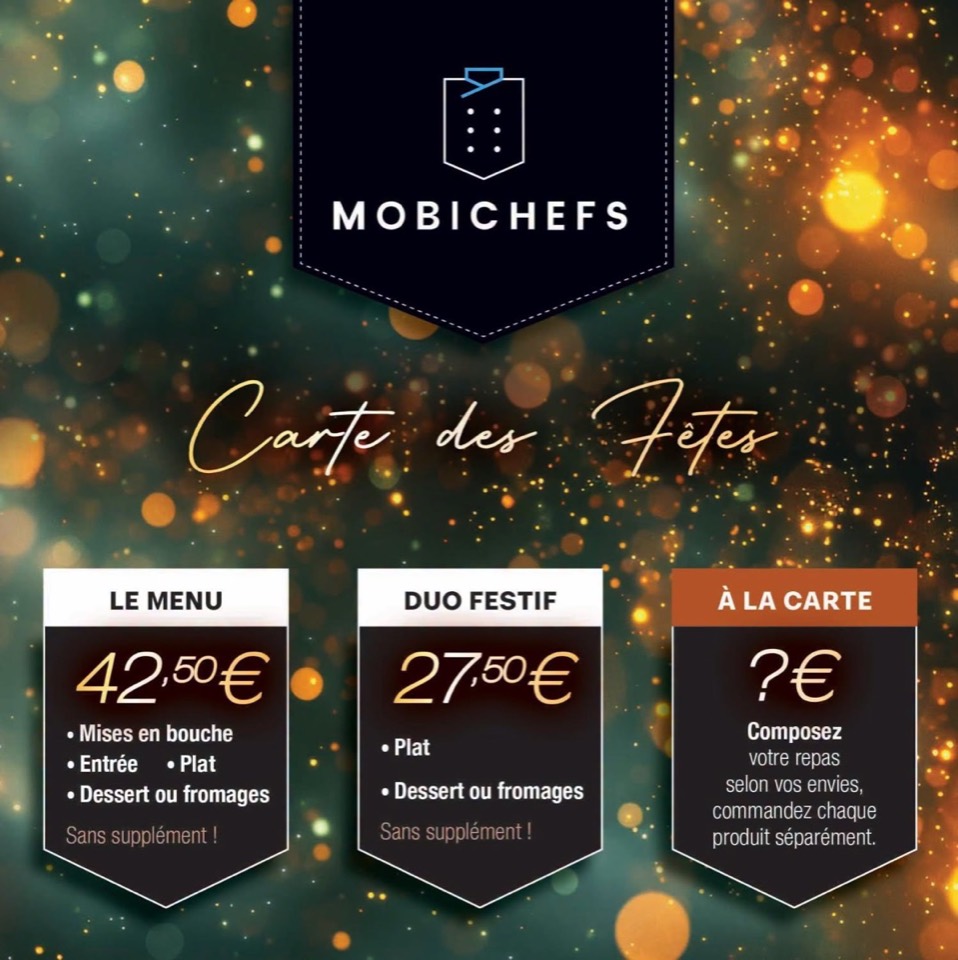 MOBICHEFS
Carte des Fêtes
LE MENU
42,50€
• Mises en bouche
• Entrée • Plat
• Dessert ou fromages
Sans supplément !
DUO FESTIF
27,50€
• Plat
• Dessert ou fromages
Sans supplément !
À LA CARTE
?€
Composez
votre repas
selon vos envies,
commandez chaque
produit séparément.